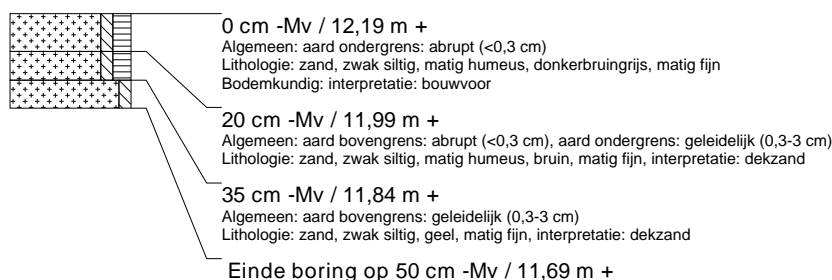 0 cm -Mv / 12,19 m +
Algemeen: aard ondergrens: abrupt (<0,3 cm)
Lithologie: zand, zwak siltig, matig humeus, donkerbruingrijs, matig fijn
Bodemkundig: interpretatie: bouwvoor
20 cm -Mv / 11,99 m +
Algemeen: aard bovengrens: abrupt (<0,3 cm), aard ondergrens: geleidelijk (0,3-3 cm)
Lithologie: zand, zwak siltig, matig humeus, bruin, matig fijn, interpretatie: dekzand
35 cm -Mv / 11,84 m +
Algemeen: aard bovengrens: geleidelijk (0,3-3 cm)
Lithologie: zand, zwak siltig, geel, matig fijn, interpretatie: dekzand
Einde boring op 50 cm -Mv / 11,69 m +